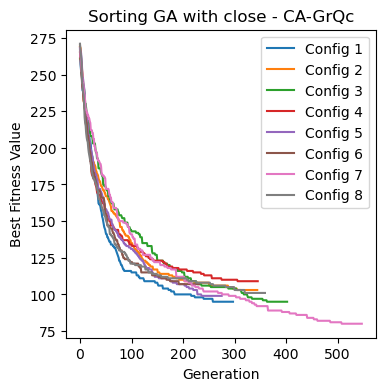 Sorting GA with close - CA-GrQc
Best Fitness Value
275
250
225
200
175
150
125
100
75
Config 1
Config 2
Config 3
Config 4
Config 5
Config 6
Config 7
Config 8
0 100 200 300 400 500
Generation